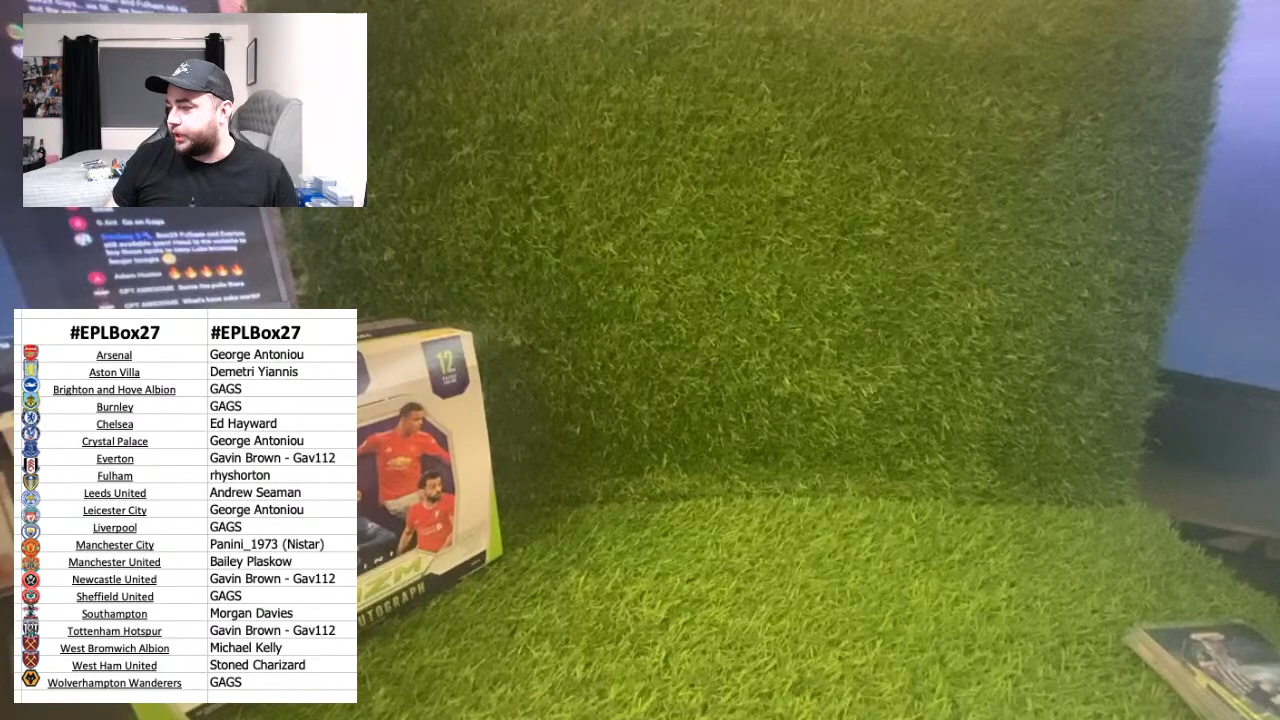 Adam Hunter
#EPLBox27 #EPLBox27
Arsenal George Antoniou
Aston Villa Demetri Yiannis
Brighton and Hove Albion GAGS
Burnley GAGS
Chelsea Ed Hayward
Crystal Palace George Antoniou
Everton Gavin Brown - Gav112
Fulham rhyshorton
Leeds United Andrew Seaman
Leicester City George Antoniou
Liverpool GAGS
Manchester City Panini_1973 (Nistar)
Manchester United Bailey Plaskow
Newcastle United Gavin Brown - Gav112
Sheffield United GAGS
Southampton Morgan Davies
Tottenham Hotspur Gavin Brown - Gav112
West Bromwich Albion Michael Kelly
West Ham United Stoned Charizard
Wolverhampton Wanderers GAGS
12